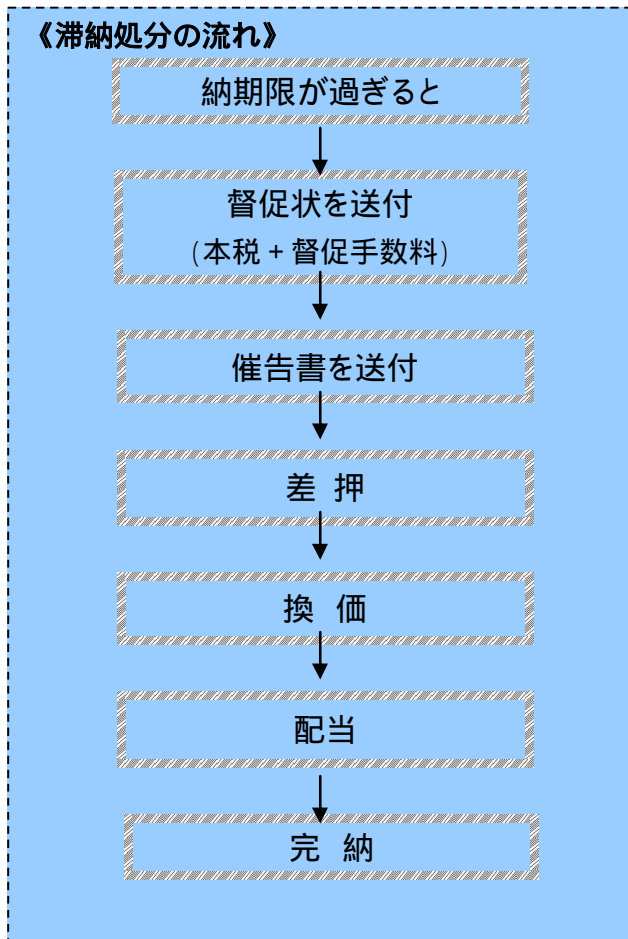 《滞納処分の流れ》
納期限が過ぎると
督促状を送付
(本税+督促手数料)
催告書を送付
差 押
換 価
配当
完 納